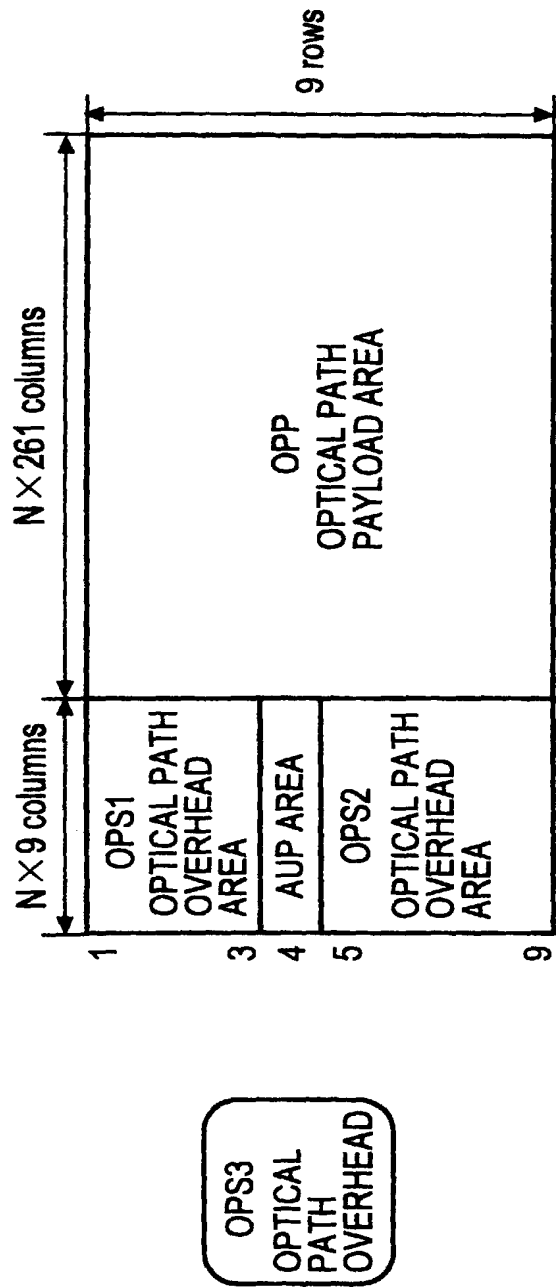 N×9 columns
N×261 columns
OPS3
OPTICAL
PATH
OVERHEAD
1
OPS1
OPTICAL PATH
OVERHEAD
AREA
3
4
AUP AREA
5
OPS2
OPTICAL PATH
OVERHEAD
AREA
9
OPP
OPTICAL PATH
PAYLOAD AREA
9 rows